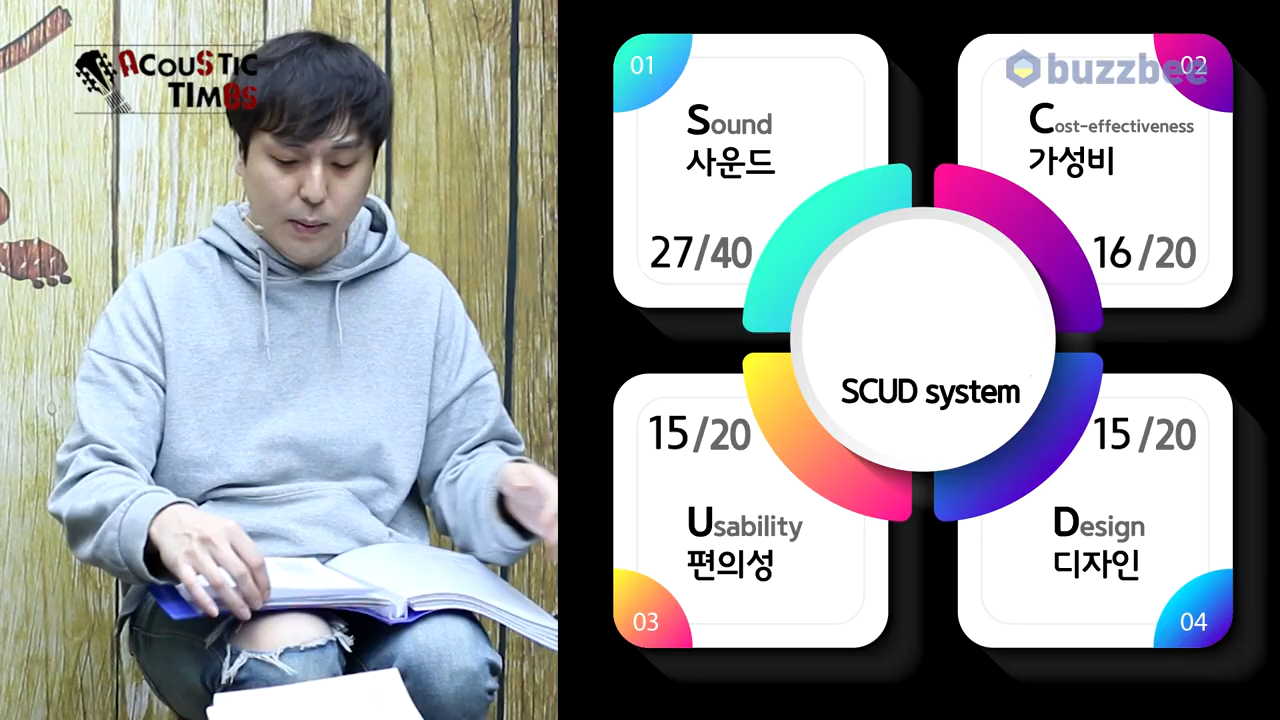 ACOUSTIC
TIMES
buzzbee
01
Sound
사운드
27/40
02
Cost-effectiveness
가성비
16/20
SCUD system
15/20
Usability
편의성
03
15/20
Design
디자인
04